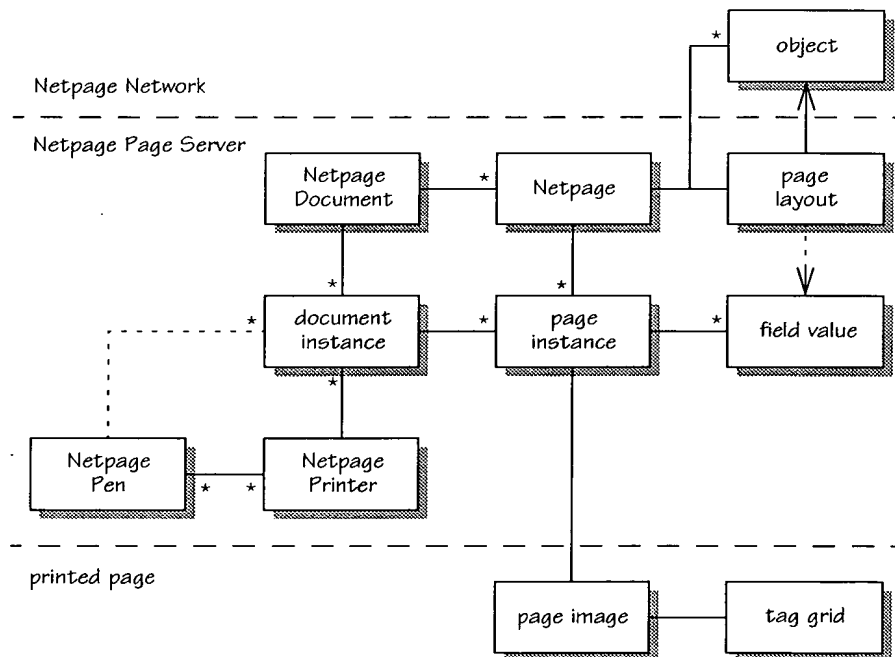 *
object
Netpage Network
Netpage Page Server
Netpage
Document
*
Netpage
page
layout
*
*
*
document
instance
*
page
instance
*
field value
*
Netpage
Pen
*
*
Netpage
Printer
printed page
page image
tag grid